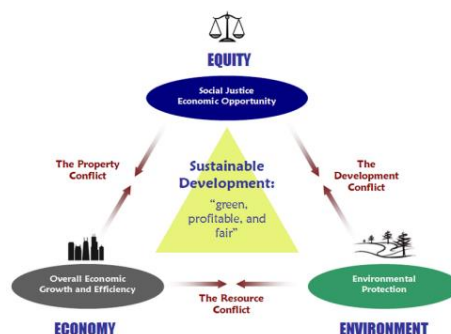 EQUITY
Social Justice
Economic Opportunity
The Property
Conflict
Sustainable
Development:
"green,
profitable, and
fair"
The
Development
Conflict
Overall Economic
Growth and Efficiency
Environmental
Protection
The Resource
Conflict
ECONOMY
ENVIRONMENT